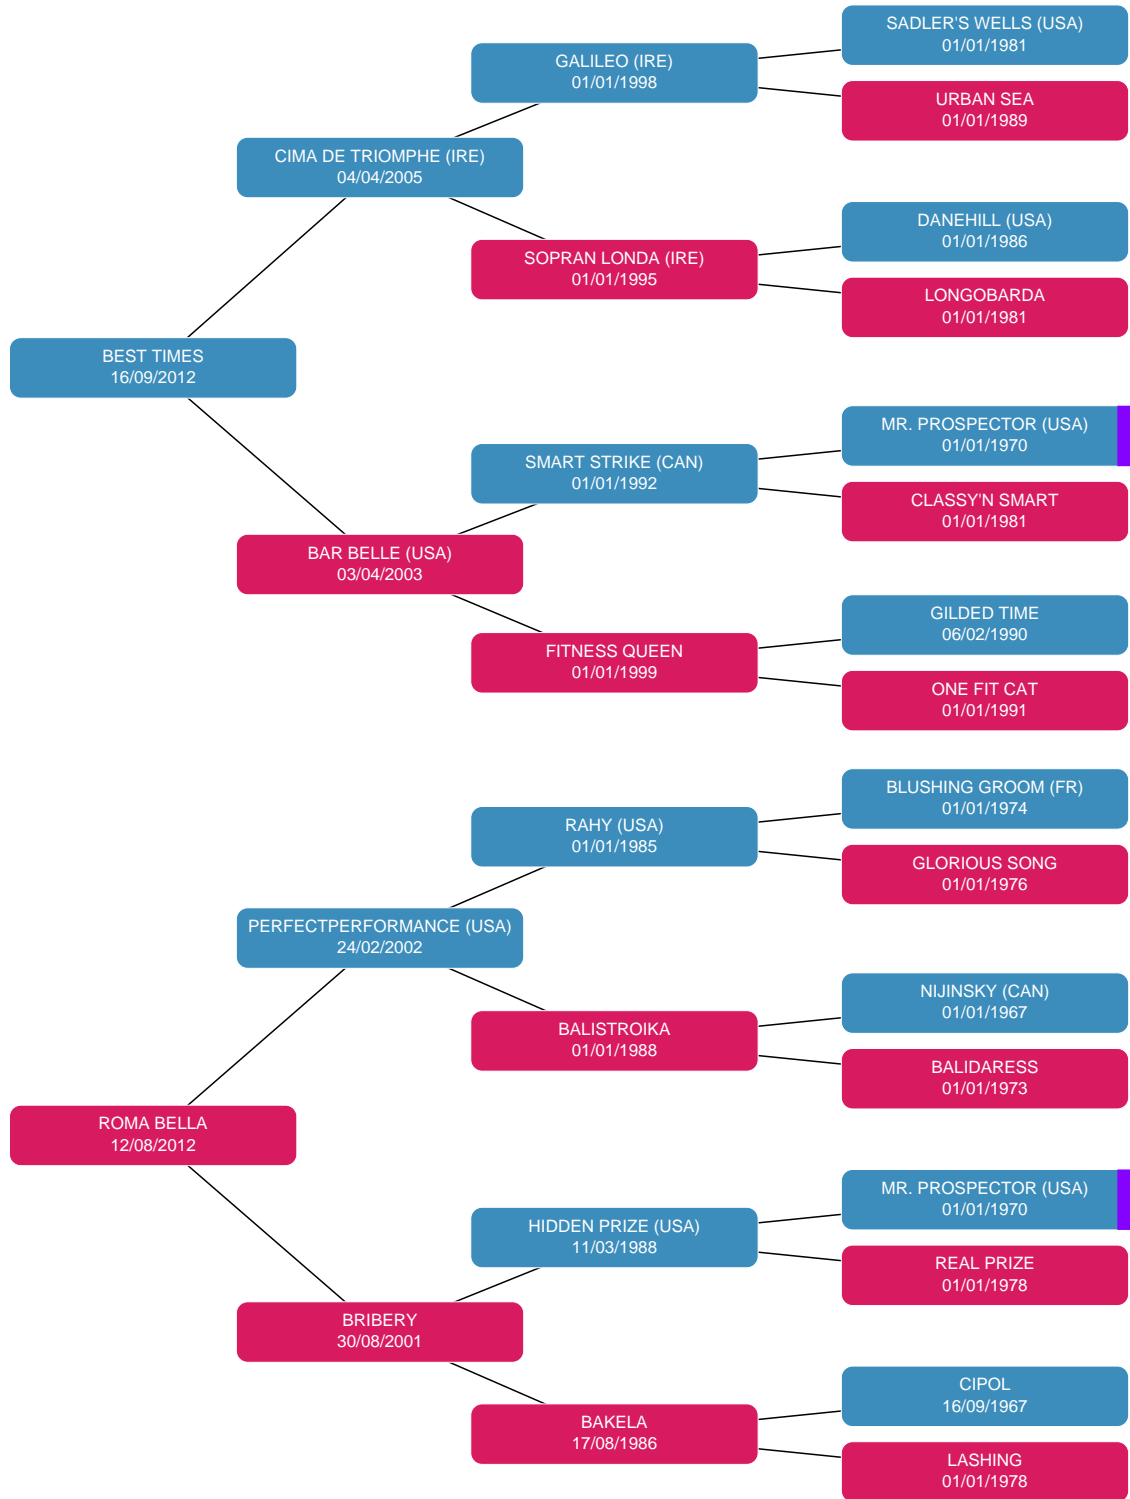 SADLER'S WELLS (USA)
01/01/1981
GALILEO (IRE)
01/01/1998
URBAN SEA
01/01/1989
CIMA DE TRIOMPHE (IRE)
04/04/2005
DANEHILL (USA)
01/01/1986
SOPRAN LONDA (IRE)
01/01/1995
LONGOBARDA
01/01/1981
BEST TIMES
16/09/2012
MR. PROSPECTOR (USA)
01/01/1970
SMART STRIKE (CAN)
01/01/1992
CLASSY'N SMART
01/01/1981
BAR BELLE (USA)
03/04/2003
GILDED TIME
06/02/1990
FITNESS QUEEN
01/01/1999
ONE FIT CAT
01/01/1991
BLUSHING GROOM (FR)
01/01/1974
RAHY (USA)
01/01/1985
GLORIOUS SONG
01/01/1976
PERFECTPERFORMANCE (USA)
24/02/2002
NIJINSKY (CAN)
01/01/1967
BALISTROIKA
01/01/1988
BALIDARESS
01/01/1973
ROMA BELLA
12/08/2012
MR. PROSPECTOR (USA)
01/01/1970
HIDDEN PRIZE (USA)
11/03/1988
REAL PRIZE
01/01/1978
BRIBERY
30/08/2001
CIPOL
16/09/1967
BAKELA
17/08/1986
LASHING
01/01/1978